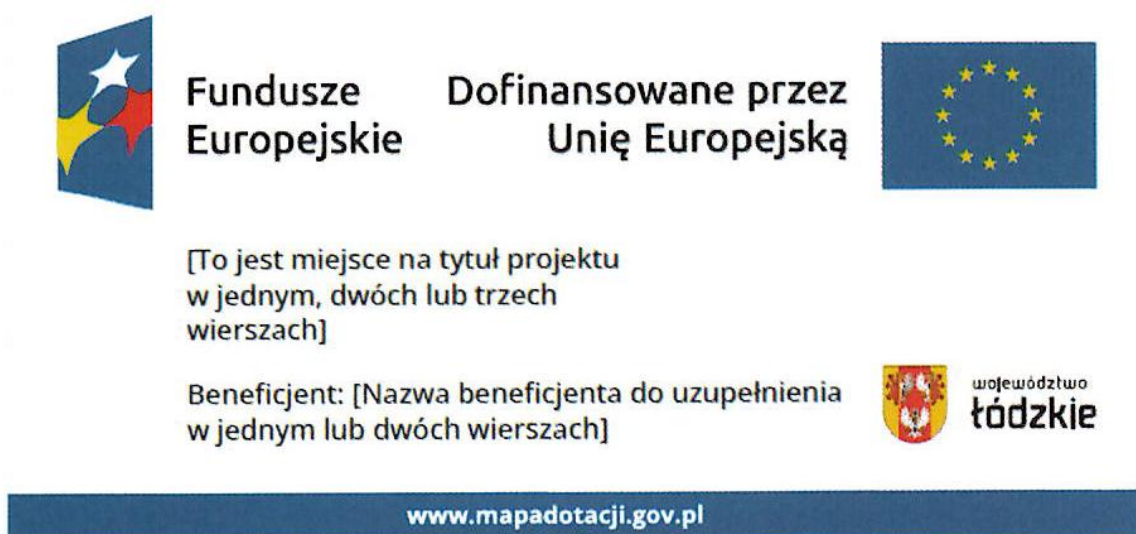 Fundusze
Europejskie
Dofinansowane przez
Unię Europejską
[To jest miejsce na tytuł projektu
w jednym, dwóch lub trzech
wierszach]
Beneficjent: [Nazwa beneficjenta do uzupełnienia
w jednym lub dwóch wierszach]
województwo
łódzkie
www.mapadotacji.gov.pl